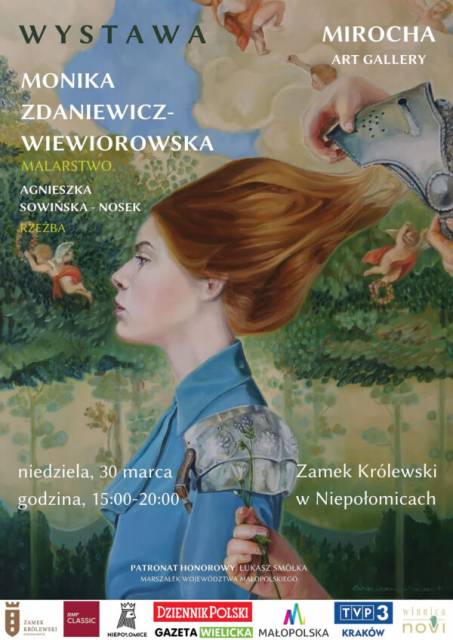 WYSTAWA
MIROCHA
ART GALLERY
MONIKA
ZDANIEWICZ-
WIEWIOROWSKA
MALARSTWO
AGNIESZKA
SOWIŃSKA - NOSEK
RZEŹBA
niedziela, 30 marca
godzina, 15:00-20:00
Zamek Królewski
w Niepołomicach
PATRONAT HONOROWY: ŁUKASZ SMÓŁKA
MARSZAŁEK WOJEWÓDZTWA MAŁOPOLSKIEGO
ZAMEK
KRÓLEWSKI
RMF
CLASSIC
NIEPOŁOMICE
DZIENNIK POLSKI
GAZETA WIELICKA
MAŁOPOLSKA
TVP3
KRAKÓW
winnica
novi